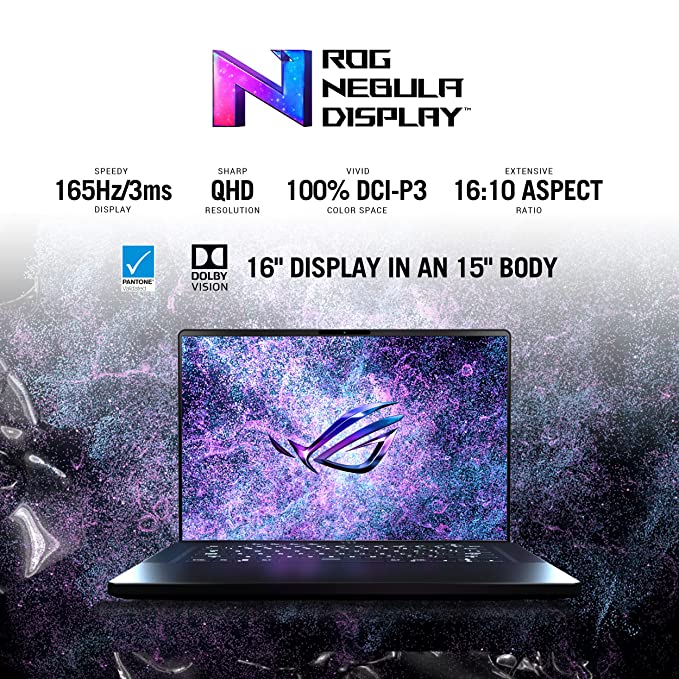 ROG
NEBULA
DISPLAY™
SPEEDY
165Hz/3ms
DISPLAY
SHARP
QHD
RESOLUTION
VIVID
100% DCI-P3
COLOR SPACE
EXTENSIVE
16:10 ASPECT
RATIO
PANTONE®
Validated
DOLBY
VISION
16" DISPLAY IN AN 15" BODY